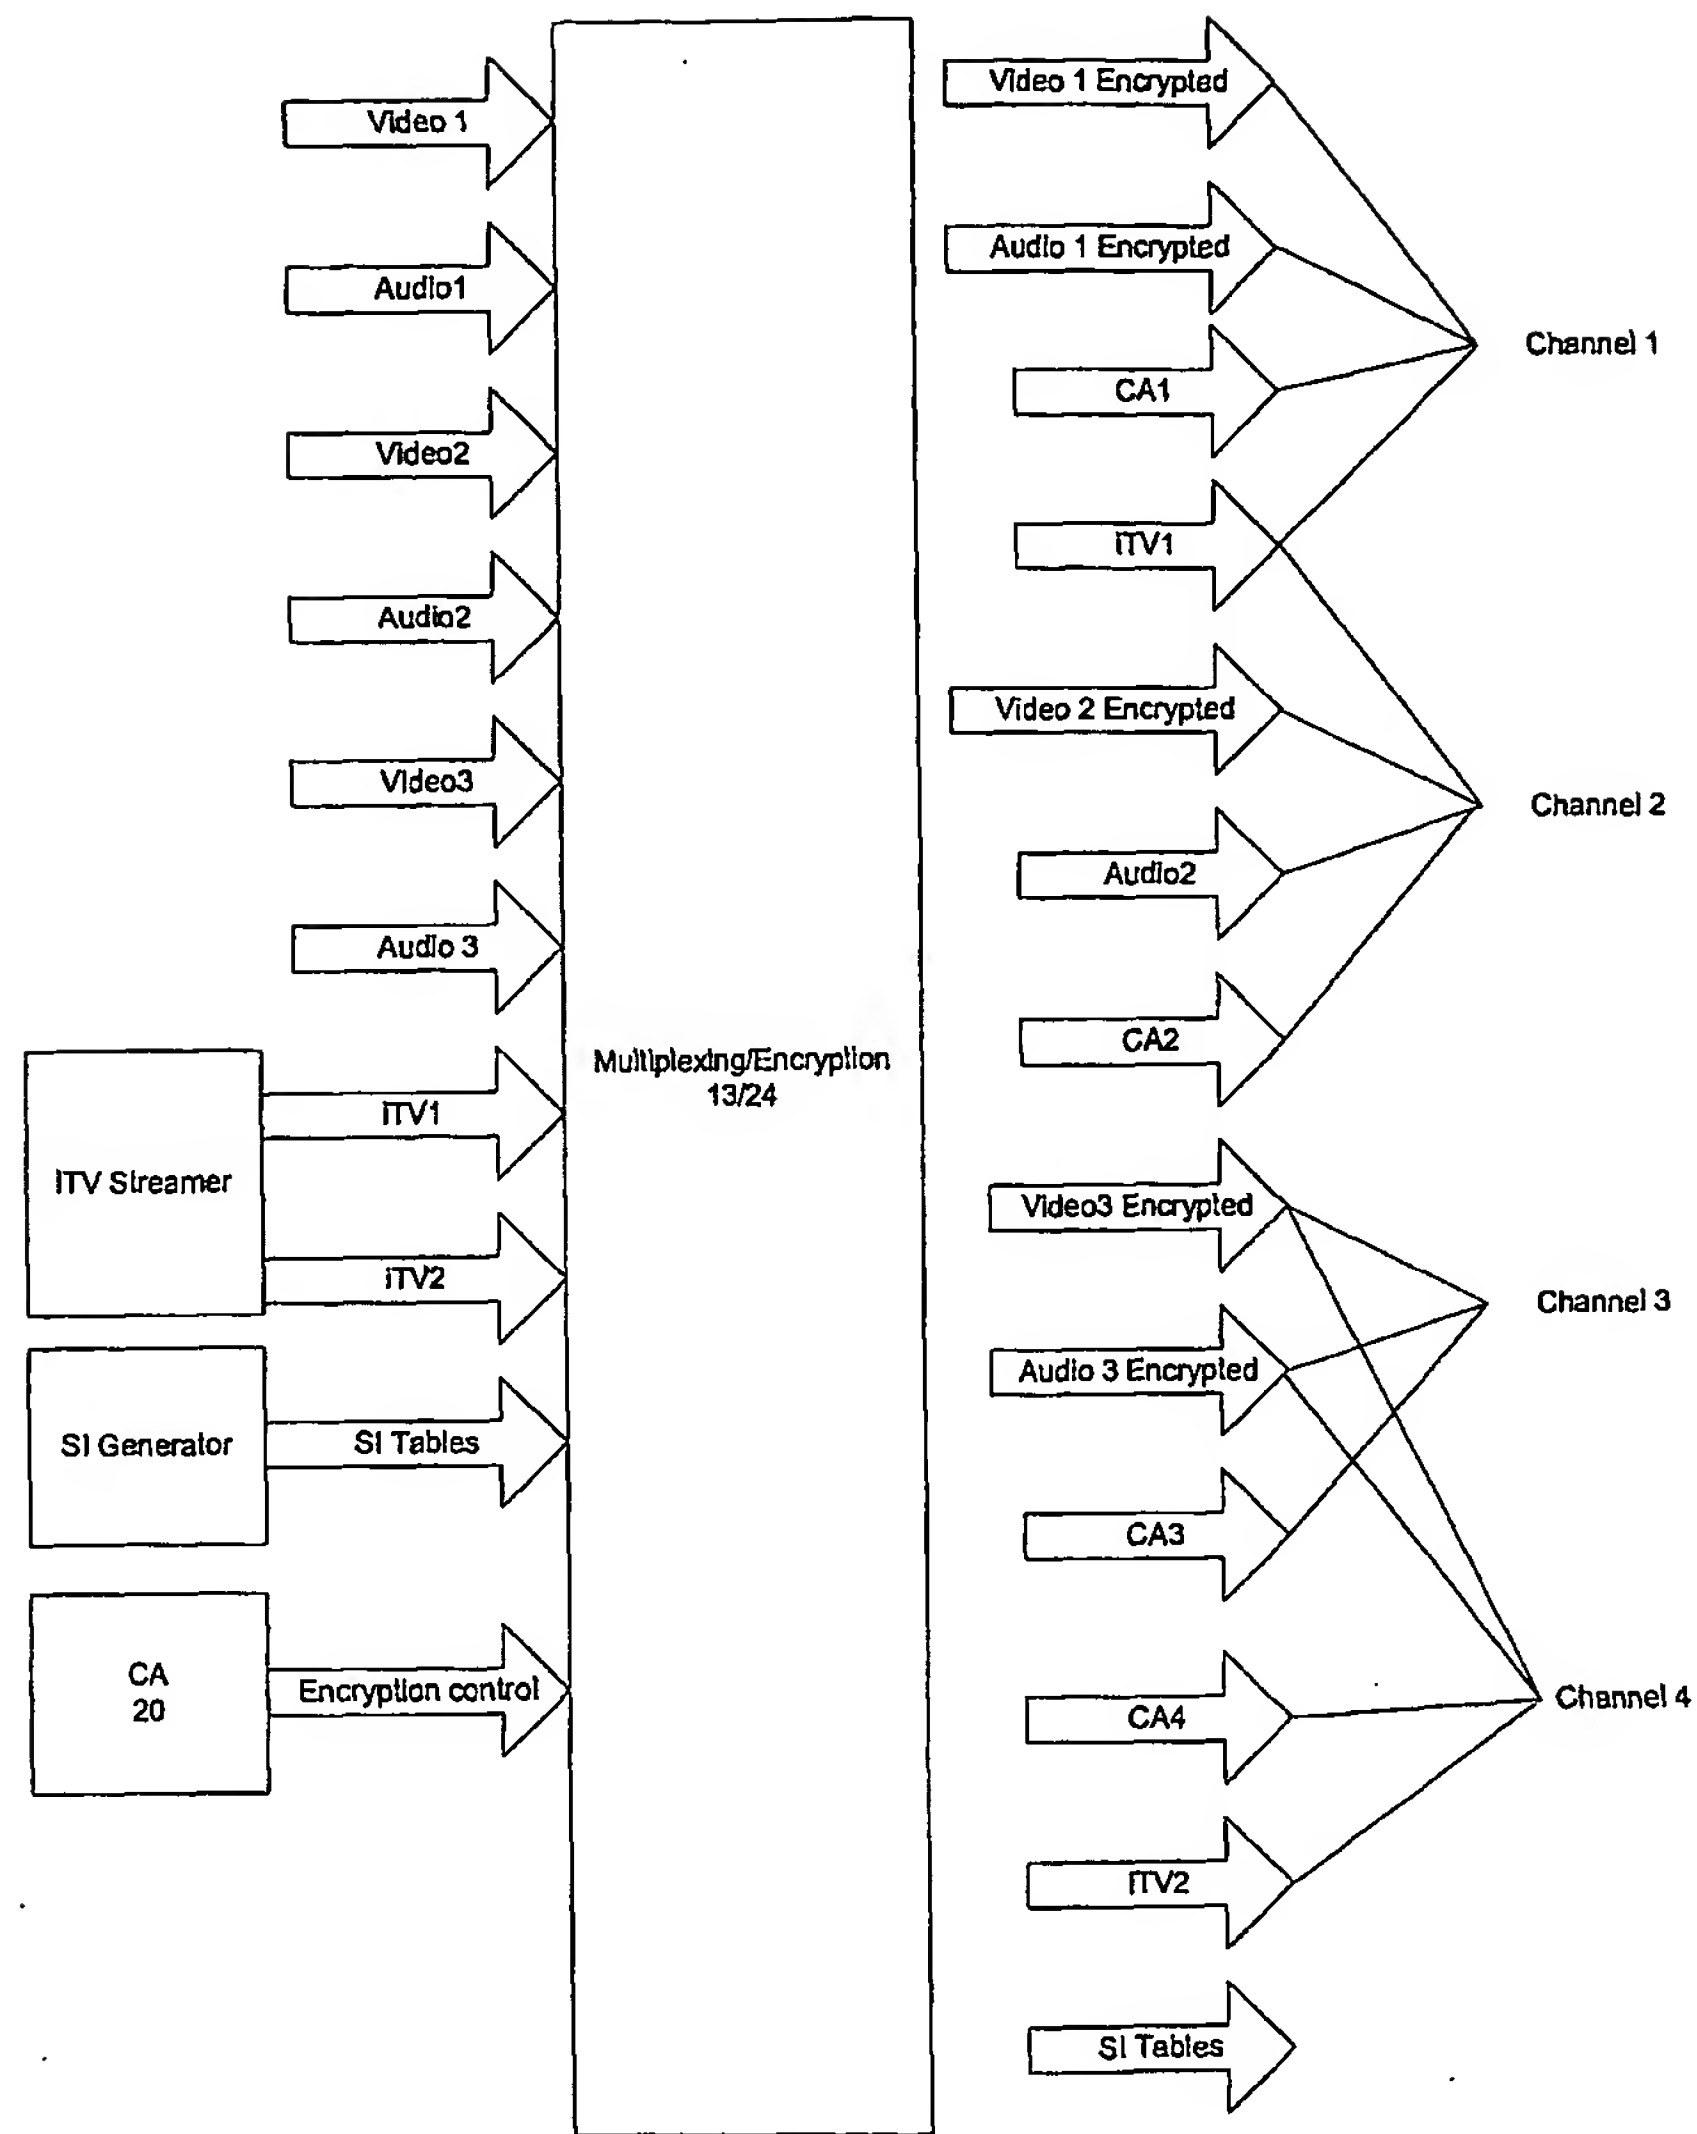 Video 1
Audio1
Video2
Audio2
Video3
Audio 3
ITV Streamer
iTV1
iTV2
SI Generator
SI Tables
CA
20
Encryption control
Multiplexing/Encryption
13/24
Video 1 Encrypted
Audio 1 Encrypted
CA1
iTV1
Video 2 Encrypted
Audio2
CA2
Video3 Encrypted
Audio 3 Encrypted
CA3
CA4
ITV2
SI Tables
Channel 1
Channel 2
Channel 3
Channel 4